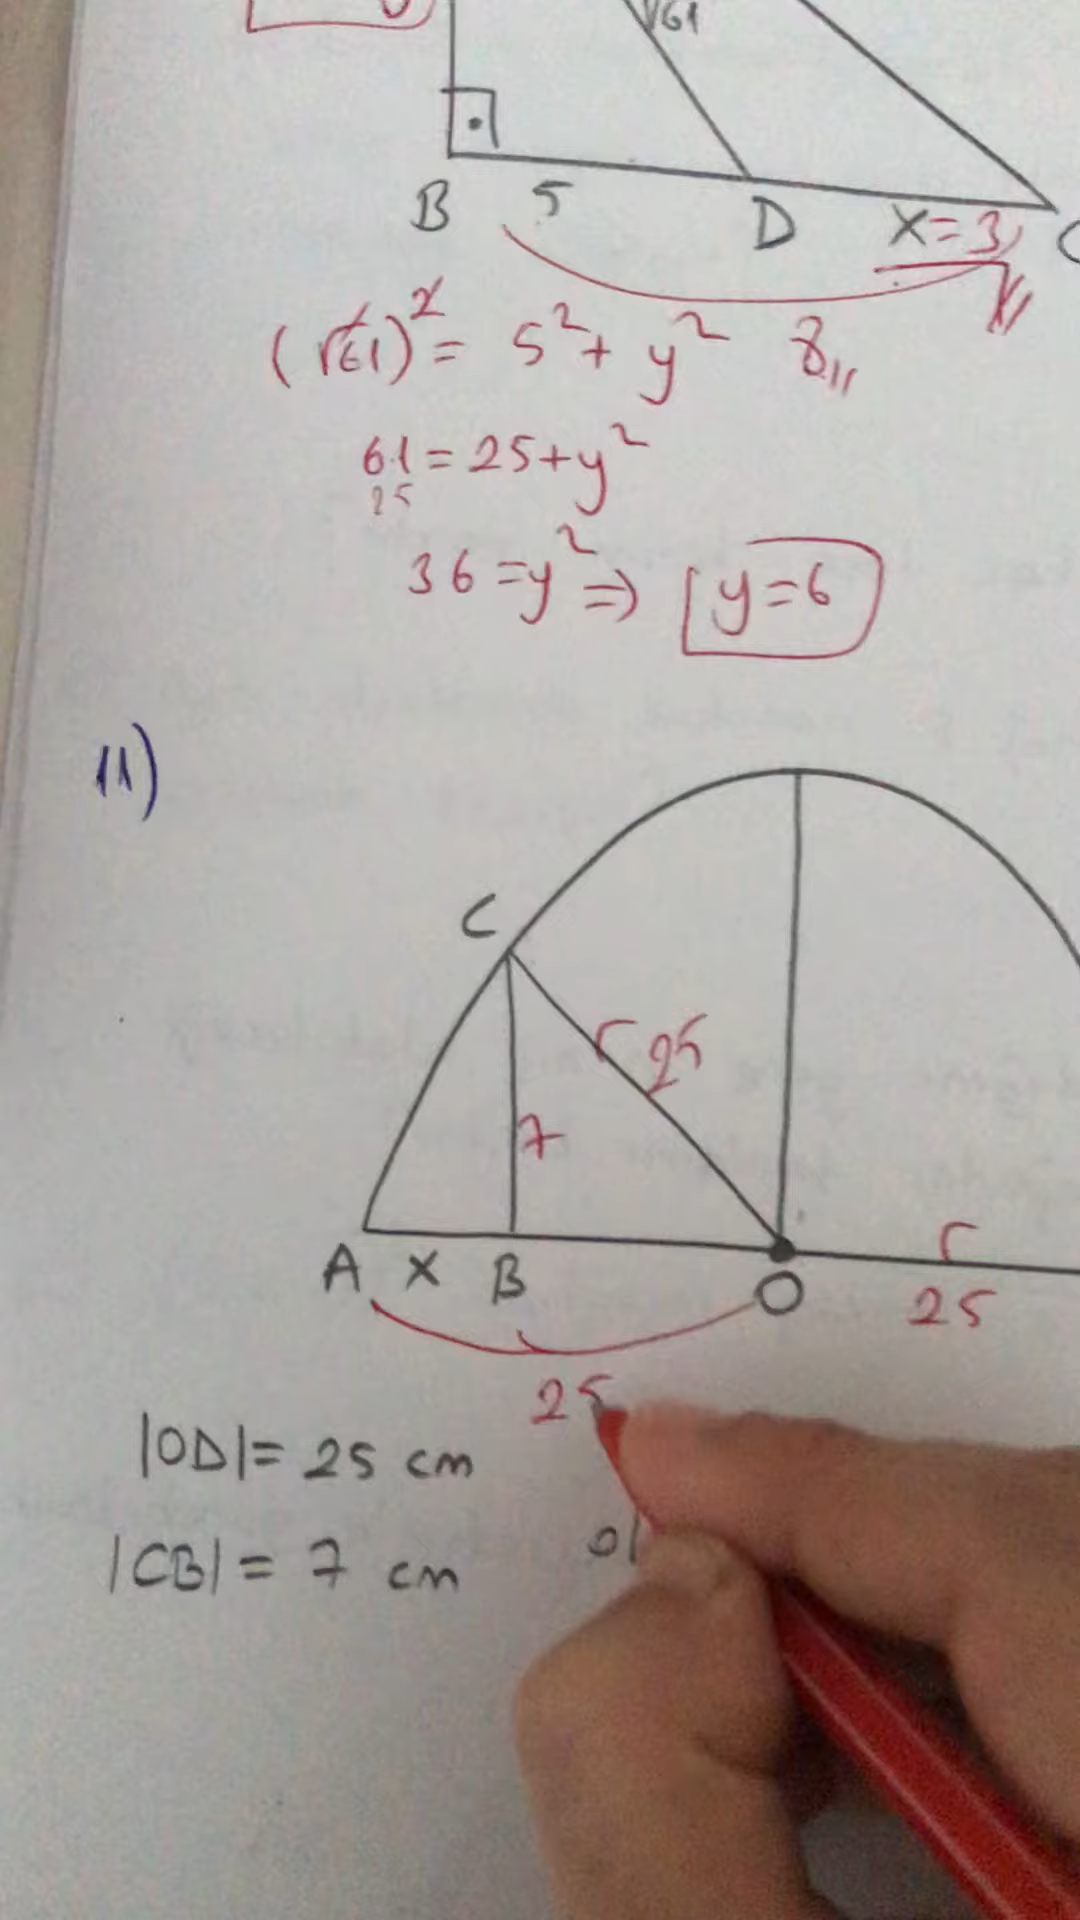 √61
B 5 D x=3
(√61)² = 5² + y² 8
61 = 25 + y²
25
36 = y² ⇒ y=6
11)
C
r 25
7
A x B O r
25
25
|OD| = 25 cm
|CB| = 7 cm